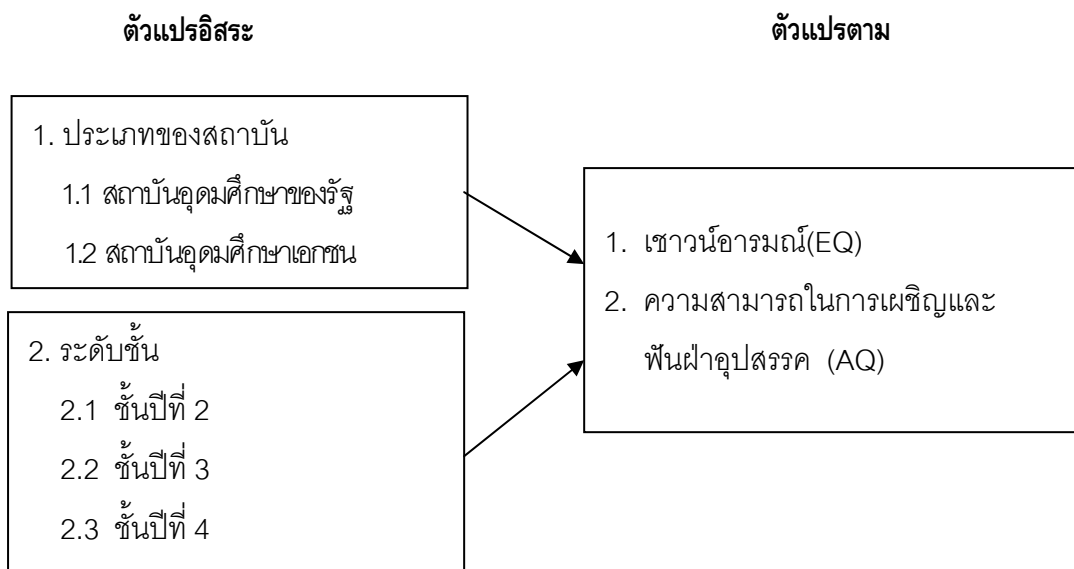 ตัวแปรอิสระ
ตัวแปรตาม
1. ประเภทของสถาบัน
1.1 สถาบันอุดมศึกษาของรัฐ
1.2 สถาบันอุดมศึกษาเอกชน
2. ระดับชั้น
2.1 ชั้นปีที่ 2
2.2 ชั้นปีที่ 3
2.3 ชั้นปีที่ 4
1. เชาวน์อารมณ์(EQ)
2. ความสามารถในการเผชิญและ
ฟันฝ่าอุปสรรค (AQ)